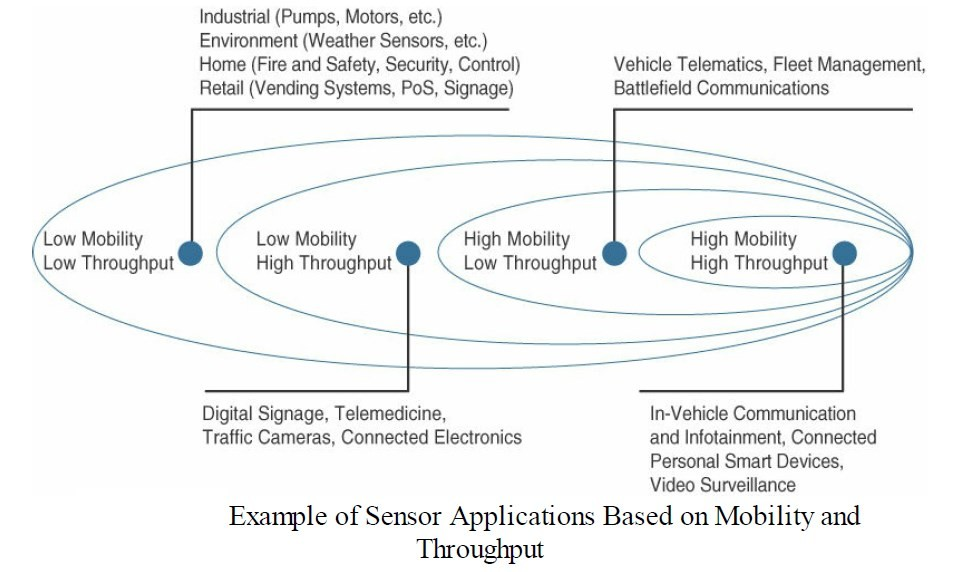 Industrial (Pumps, Motors, etc.)
Environment (Weather Sensors, etc.)
Home (Fire and Safety, Security, Control)
Retail (Vending Systems, PoS, Signage)
Vehicle Telematics, Fleet Management,
Battlefield Communications
Low Mobility
Low Throughput
Low Mobility
High Throughput
High Mobility
Low Throughput
High Mobility
High Throughput
Digital Signage, Telemedicine,
Traffic Cameras, Connected Electronics
In-Vehicle Communication
and Infotainment, Connected
Personal Smart Devices,
Video Surveillance
Example of Sensor Applications Based on Mobility and
Throughput